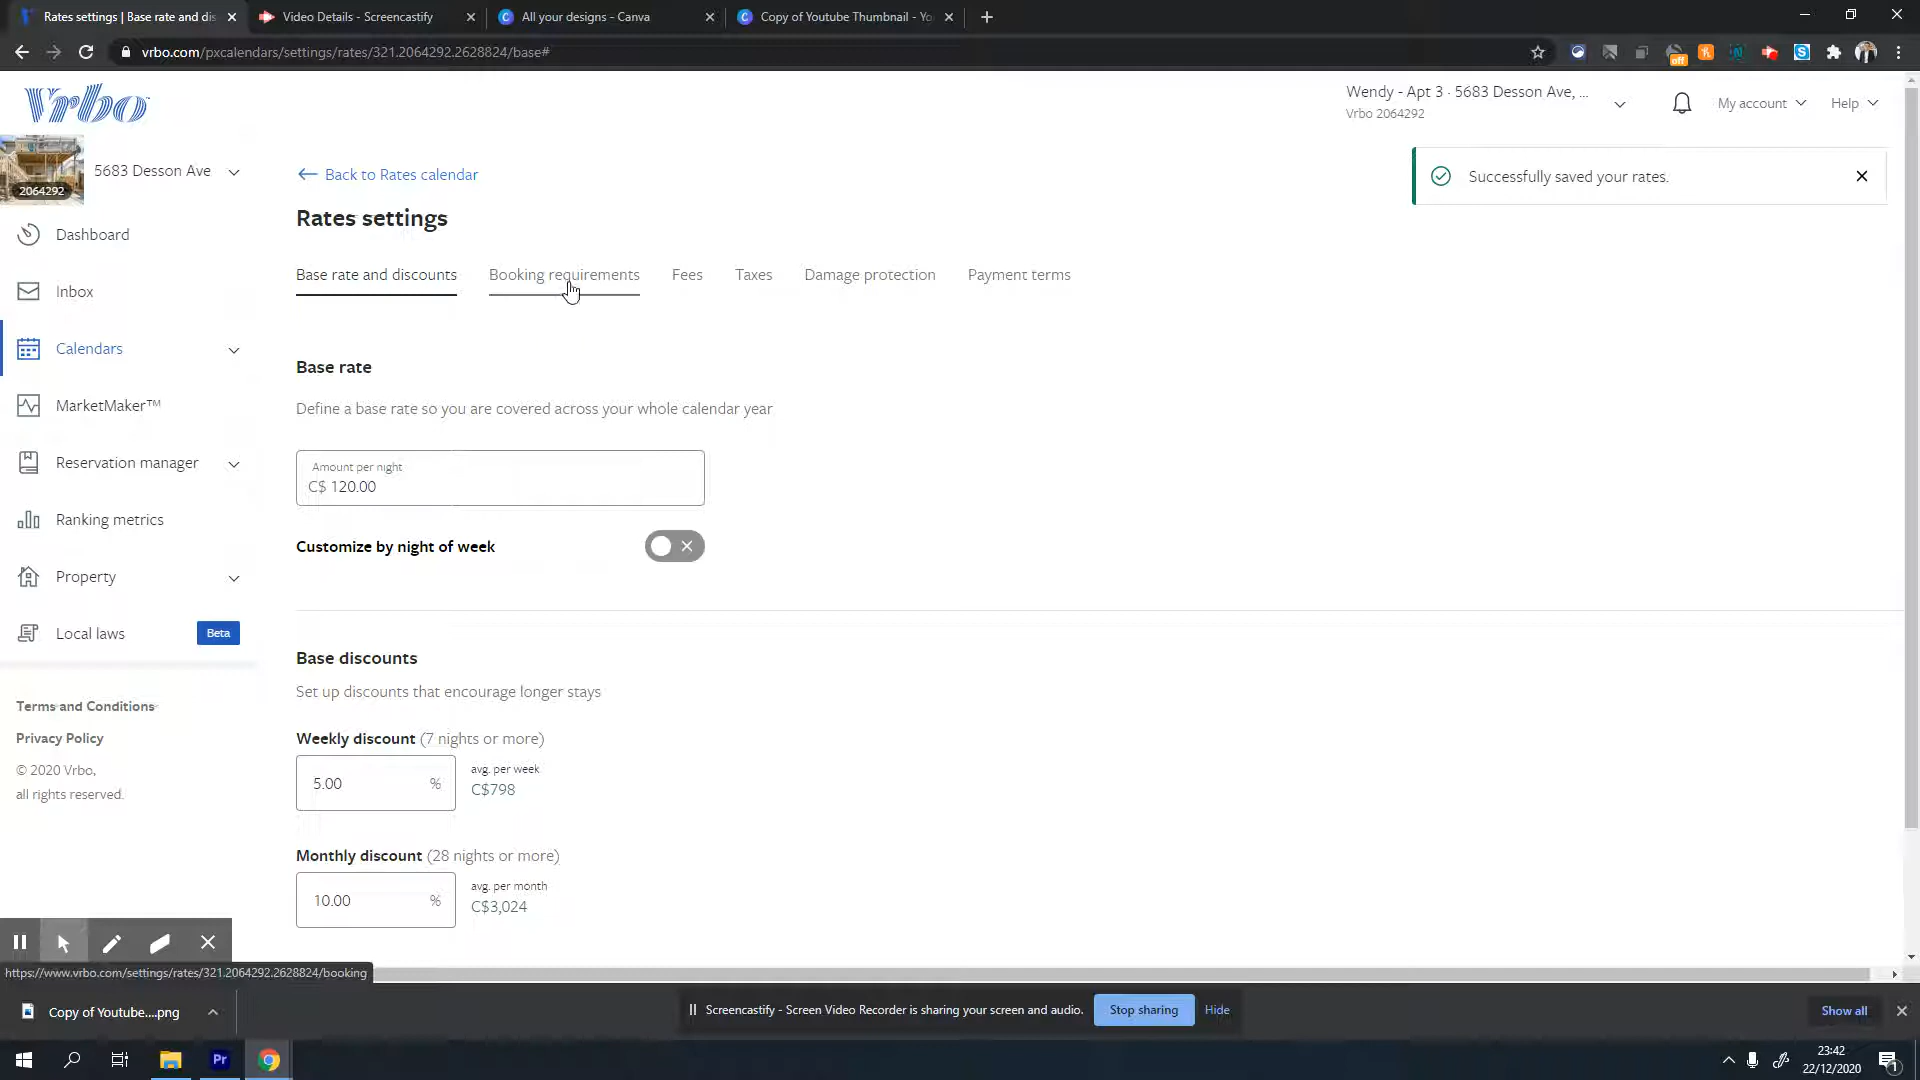 Rates settings | Base rate and dis
Video Details - Screencastify
All your designs - Canva
Copy of Youtube Thumbnail - Yo
vrbo.com/pxcalendars/settings/rates/321.2064292.2628824/base#
off
Vrbo
Wendy - Apt 3 · 5683 Desson Ave, ...
Vrbo 2064292
My account
Help
2064292
5683 Desson Ave
Dashboard
Inbox
Calendars
MarketMaker™
Reservation manager
Ranking metrics
Property
Local laws
Beta
Terms and Conditions
Privacy Policy
© 2020 Vrbo,
all rights reserved.
Back to Rates calendar
Successfully saved your rates.
Rates settings
Base rate and discounts
Booking requirements
Fees
Taxes
Damage protection
Payment terms
Base rate
Define a base rate so you are covered across your whole calendar year
Amount per night
C$ 120.00
Customize by night of week
Base discounts
Set up discounts that encourage longer stays
Weekly discount (7 nights or more)
5.00 %
avg. per week
C$798
Monthly discount (28 nights or more)
10.00 %
avg. per month
C$3,024
https://www.vrbo.com/settings/rates/321.2064292.2628824/booking
Copy of Youtube....png
Screencastify - Screen Video Recorder is sharing your screen and audio.
Stop sharing
Hide
Show all
Pr
23:42
22/12/2020
1